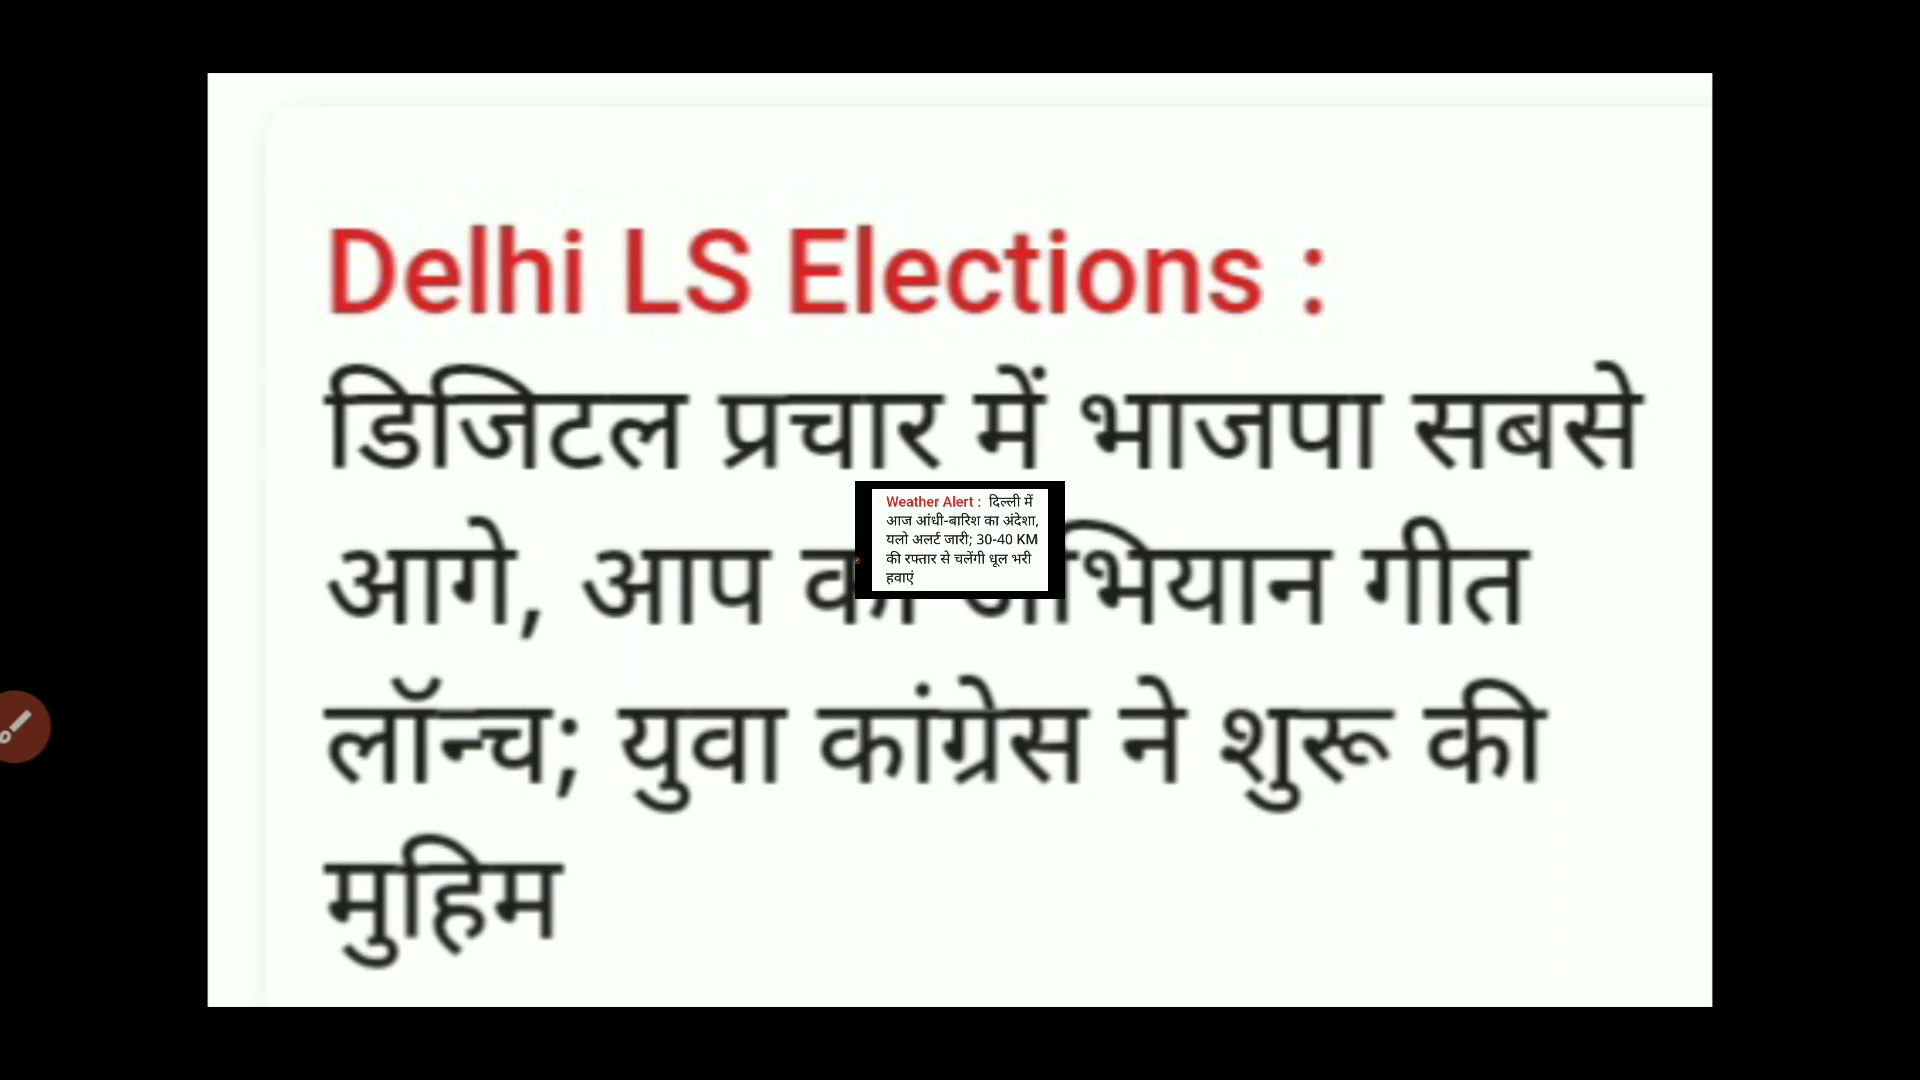 Delhi LS Elections :
डिजिटल प्रचार में भाजपा सबसे
आगे, आप का अभियान गीत
लॉन्च; युवा कांग्रेस ने शुरू की
मुहिम
Weather Alert : दिल्ली में
आज आंधी-बारिश का अंदेशा,
यलो अलर्ट जारी; 30-40 KM
की रफ्तार से चलेंगी धूल भरी
हवाएं